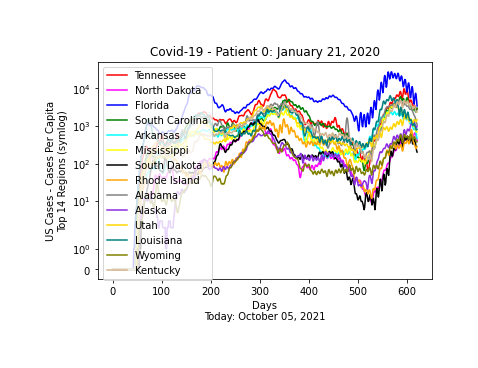 Covid-19 - Patient 0: January 21, 2020
US Cases - Cases Per Capita
Top 14 Regions (symlog)
10⁴
10³
10²
10¹
10⁰
0
Tennessee
North Dakota
Florida
South Carolina
Arkansas
Mississippi
South Dakota
Rhode Island
Alabama
Alaska
Utah
Louisiana
Wyoming
Kentucky
0 100 200 300 400 500 600
Days
Today: October 05, 2021